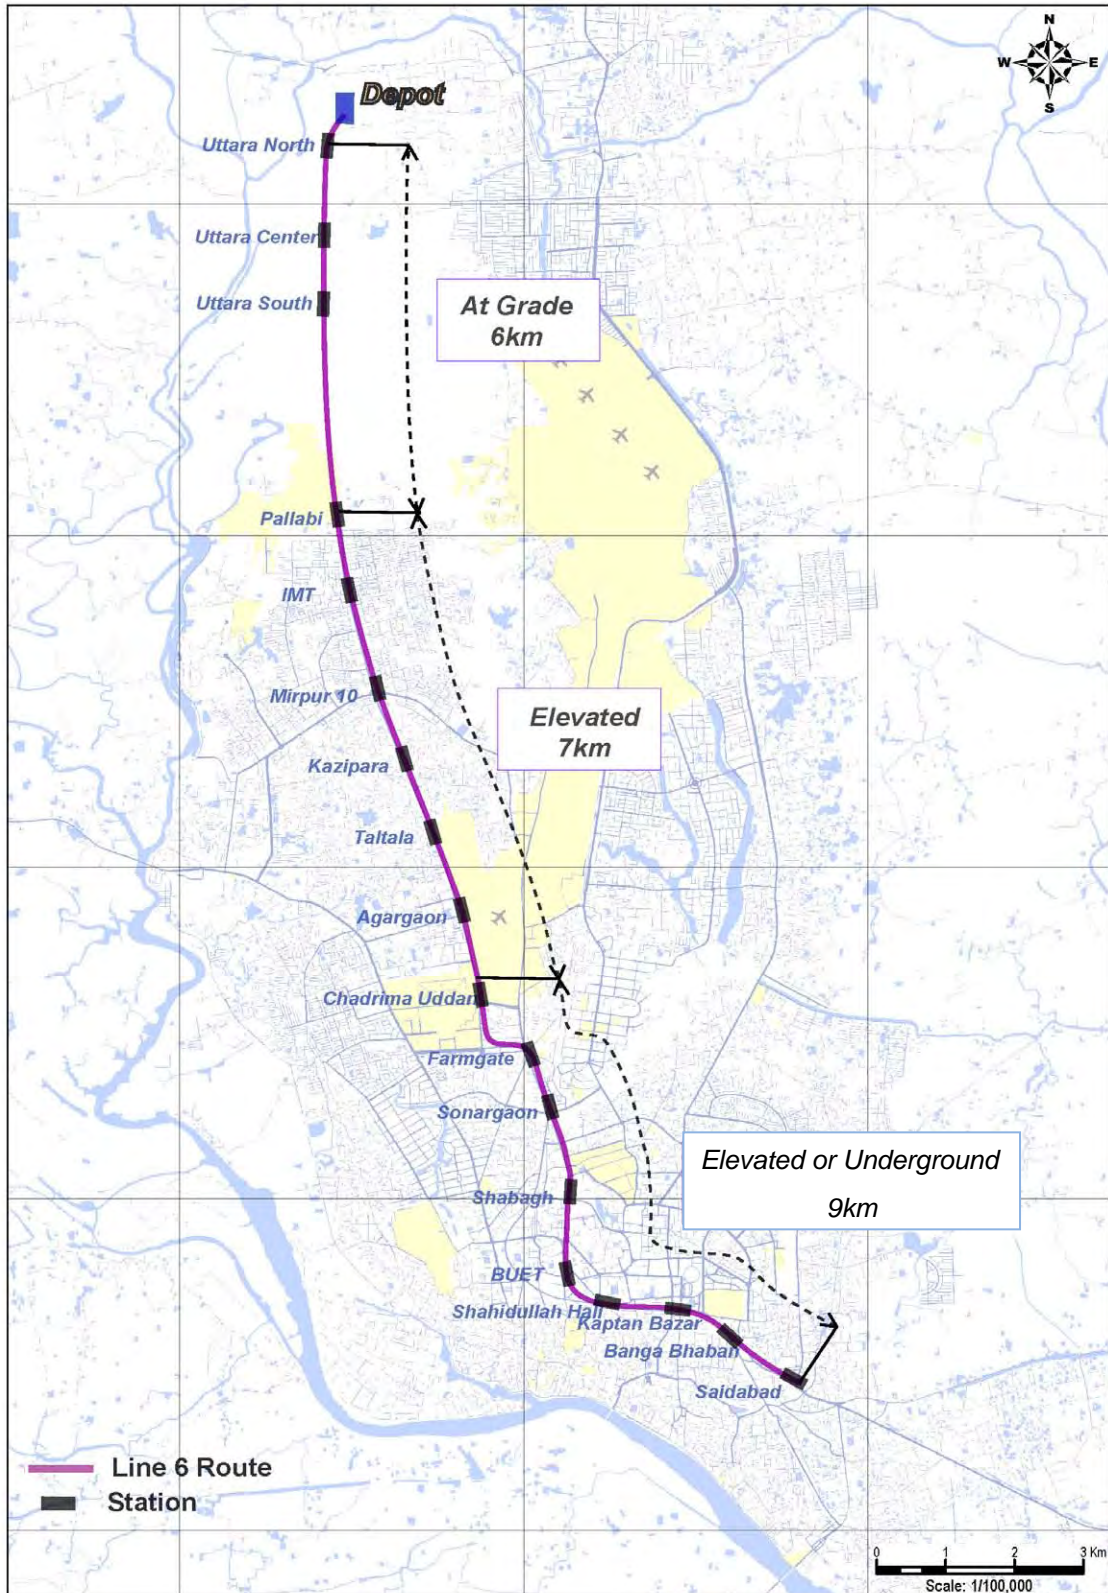 N
W E
S
Depot
Uttara North
Uttara Center
Uttara South
At Grade
6km
Pallabi
IMT
Mirpur 10
Elevated
7km
Kazipara
Taltala
Agargaon
Chadrima Uddan
Farmgate
Sonargaon
Elevated or Underground
9km
Shabagh
BUET
Shahidullah Hall
Kaptan Bazar
Banga Bhaban
Saidabad
Line 6 Route
Station
0 1 2 3 Km
Scale: 1/100,000